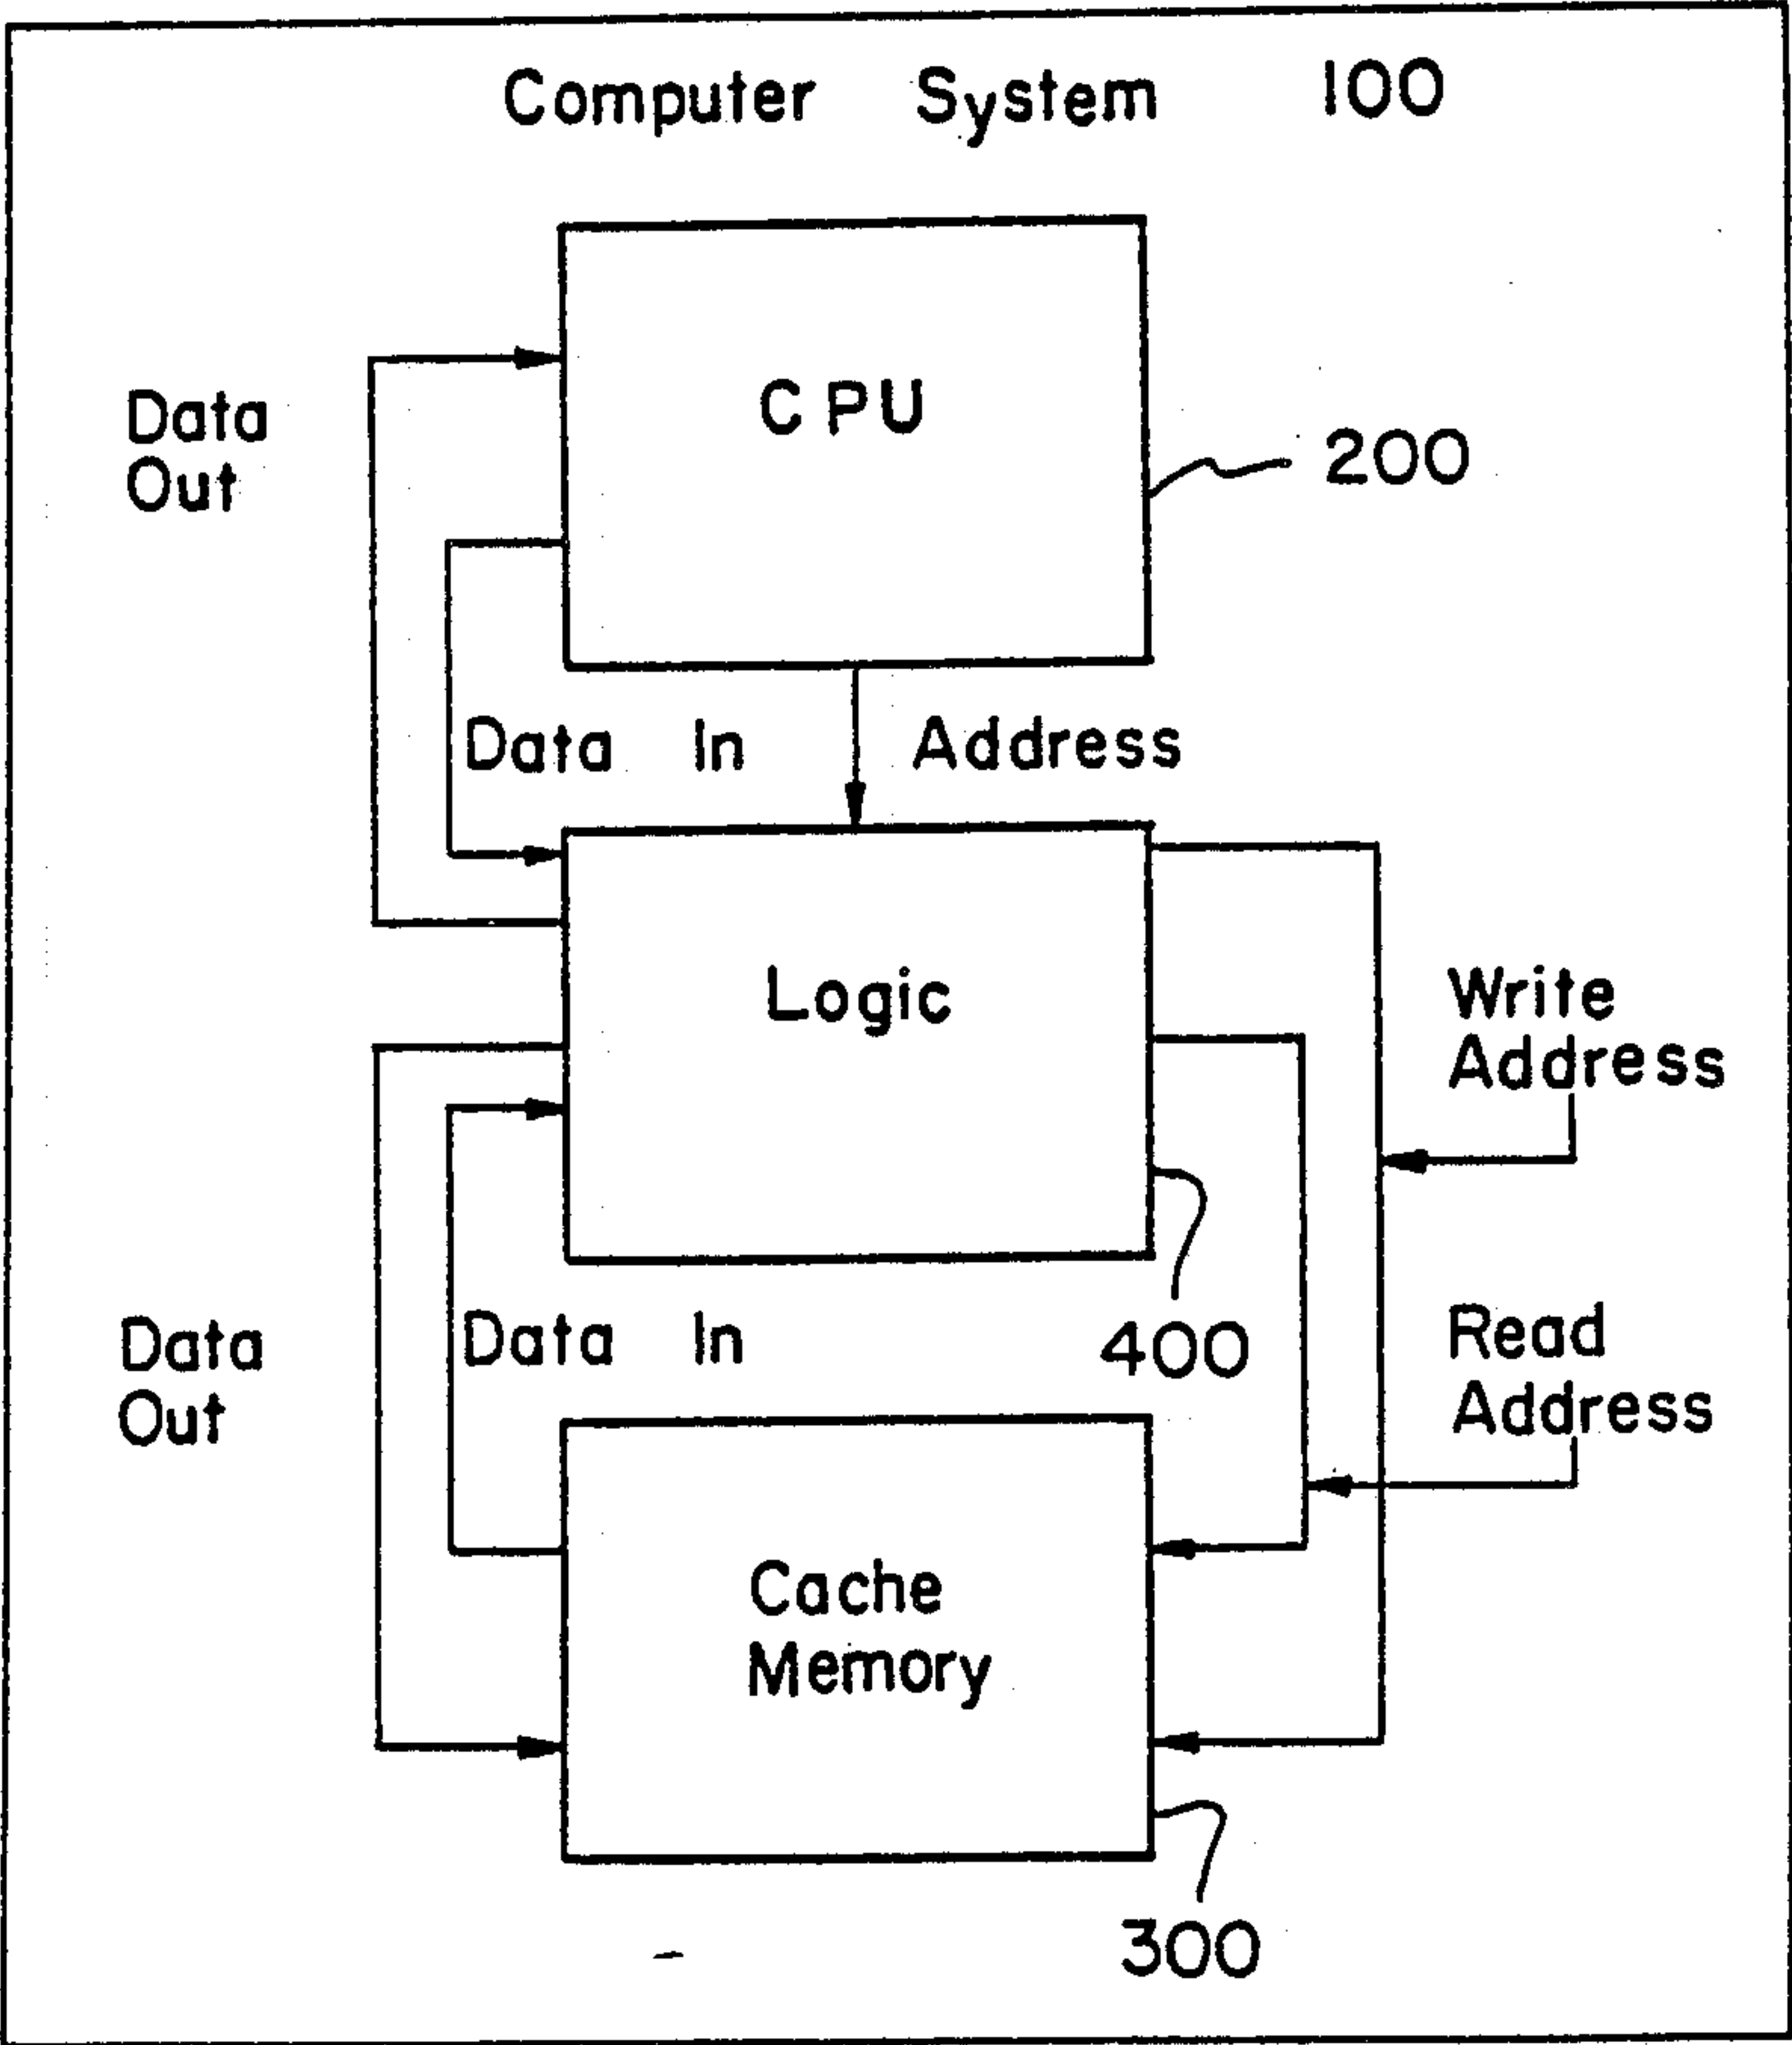 Computer System 100
CPU
Data
Out
200
Data In
Address
Logic
Write
Address
Data In
400
Read
Address
Data
Out
Cache
Memory
300